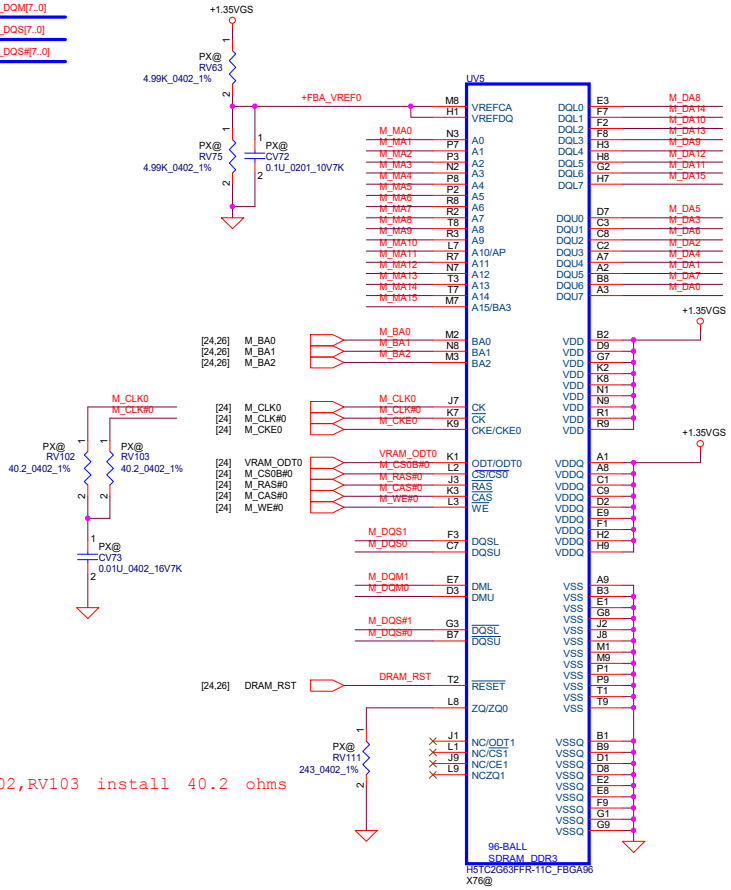 _DQM[7..0]
_DQS[7..0]
_DQS#[7..0]
+1.35VGS
1
PX@
RV63
4.99K_0402_1%
2
+FBA_VREF0
1
PX@
RV75
4.99K_0402_1%
2
1
PX@
CV72
0.1U_0201_10V7K
2
UV5
M8 VREFCA
H1 VREFDQ
M_MA0 N3 A0
M_MA1 P7 A1
M_MA2 P3 A2
M_MA3 N2 A3
M_MA4 P8 A4
M_MA5 P2 A5
M_MA6 R8 A6
M_MA7 R2 A7
M_MA8 T8 A8
M_MA9 R3 A9
M_MA10 L7 A10/AP
M_MA11 R7 A11
M_MA12 N7 A12
M_MA13 T3 A13
M_MA14 T7 A14
M_MA15 M7 A15/BA3
DQL0 E3 M_DA8
DQL1 F7 M_DA14
DQL2 F2 M_DA10
DQL3 F8 M_DA13
DQL4 H3 M_DA9
DQL5 H8 M_DA12
DQL6 G2 M_DA11
DQL7 H7 M_DA15
DQU0 D7 M_DA5
DQU1 C3 M_DA3
DQU2 C8 M_DA6
DQU3 C2 M_DA2
DQU4 A7 M_DA4
DQU5 A2 M_DA1
DQU6 B8 M_DA7
DQU7 A3 M_DA0
+1.35VGS
[24,26] M_BA0 M_BA0 M2 BA0
[24,26] M_BA1 M_BA1 N8 BA1
[24,26] M_BA2 M_BA2 M3 BA2
VDD B2
VDD D9
VDD G7
VDD K2
VDD K8
VDD N1
VDD N9
VDD R1
VDD R9
M_CLK0
M_CLK#0
[24] M_CLK0 M_CLK0 J7 CK
[24] M_CLK#0 M_CLK#0 K7 CK
[24] M_CKE0 M_CKE0 K9 CKE/CKE0
1
PX@
RV102
40.2_0402_1%
2
1
PX@
RV103
40.2_0402_1%
2
+1.35VGS
[24] VRAM_ODT0 VRAM_ODT0 K1 ODT/ODT0
[24] M_CS0B#0 M_CS0B#0 L2 CS/CS0
[24] M_RAS#0 M_RAS#0 J3 RAS
[24] M_CAS#0 M_CAS#0 K3 CAS
[24] M_WE#0 M_WE#0 L3 WE
VDDQ A1
VDDQ A8
VDDQ C1
VDDQ C9
VDDQ D2
VDDQ E9
VDDQ F1
VDDQ H2
VDDQ H9
1
PX@
CV73
0.01U_0402_16V7K
2
M_DQS1 F3 DQSL
M_DQS0 C7 DQSU
M_DQM1 E7 DML
M_DQM0 D3 DMU
M_DQS#1 G3 DQSL
M_DQS#0 B7 DQSU
VSS A9
VSS B3
VSS E1
VSS G8
VSS J2
VSS J8
VSS M1
VSS M9
VSS P1
VSS P9
VSS T1
VSS T9
[24,26] DRAM_RST DRAM_RST T2 RESET
L8 ZQ/ZQ0
1
PX@
RV111
243_0402_1%
2
J1 NC/ODT1
L1 NC/CS1
J9 NC/CE1
L9 NCZQ1
VSSQ B1
VSSQ B9
VSSQ D1
VSSQ D8
VSSQ E2
VSSQ E8
VSSQ F9
VSSQ G1
VSSQ G9
02,RV103 install 40.2 ohms
96-BALL
SDRAM DDR3
H5TC2G63FFR-11C_FBGA96
X76@